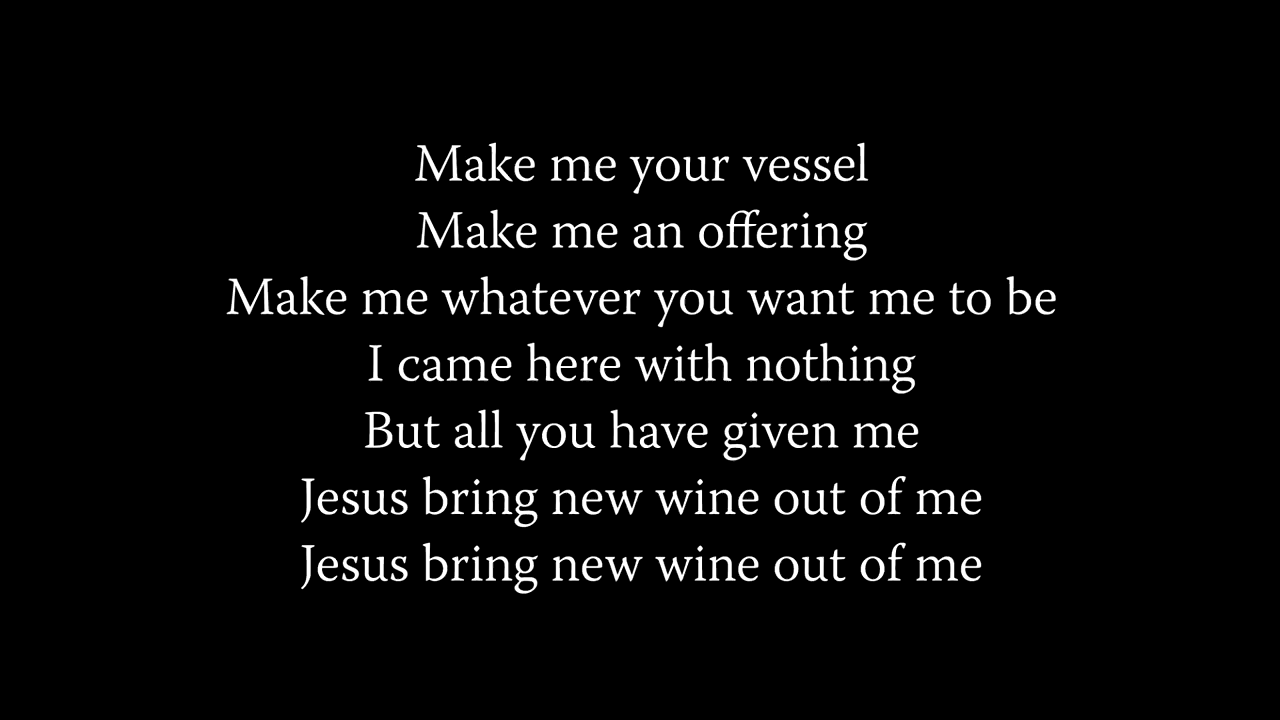 Make me your vessel
Make me an offering
Make me whatever you want me to be
I came here with nothing
But all you have given me
Jesus bring new wine out of me
Jesus bring new wine out of me